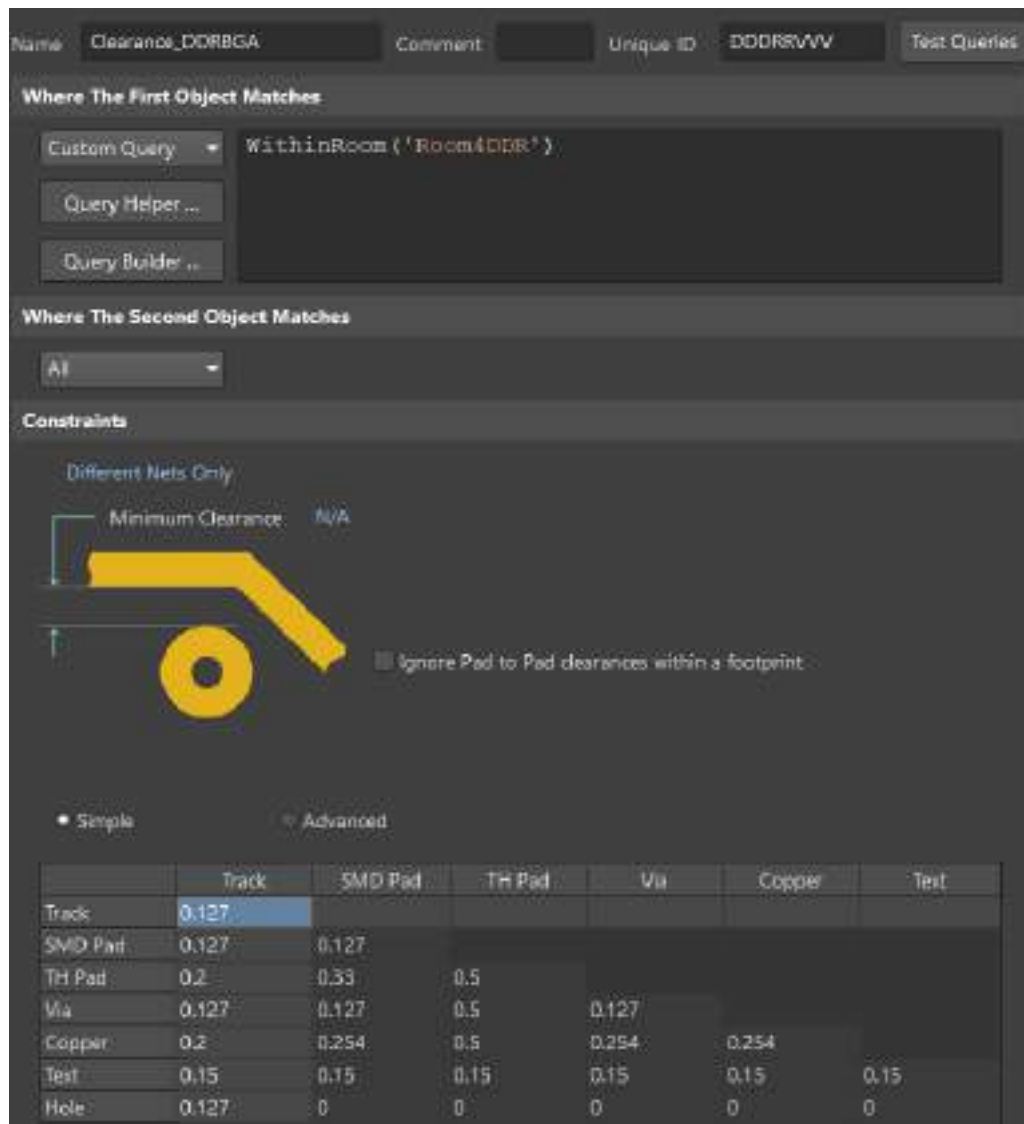 Name Clearance_DDRBGA Comment Unique ID DDDRRVVV Test Queries
Where The First Object Matches
Custom Query WithinRoom('Room4DDR')
Query Helper ...
Query Builder ...
Where The Second Object Matches
All
Constraints
Different Nets Only
Minimum Clearance N/A
Ignore Pad to Pad clearances within a footprint
Simple Advanced
Track SMD Pad TH Pad Via Copper Text
Track 0.127
SMD Pad 0.127 0.127
TH Pad 0.2 0.33 0.5
Via 0.127 0.127 0.5 0.127
Copper 0.2 0.254 0.5 0.254 0.254
Text 0.15 0.15 0.15 0.15 0.15 0.15
Hole 0.127 0 0 0 0 0